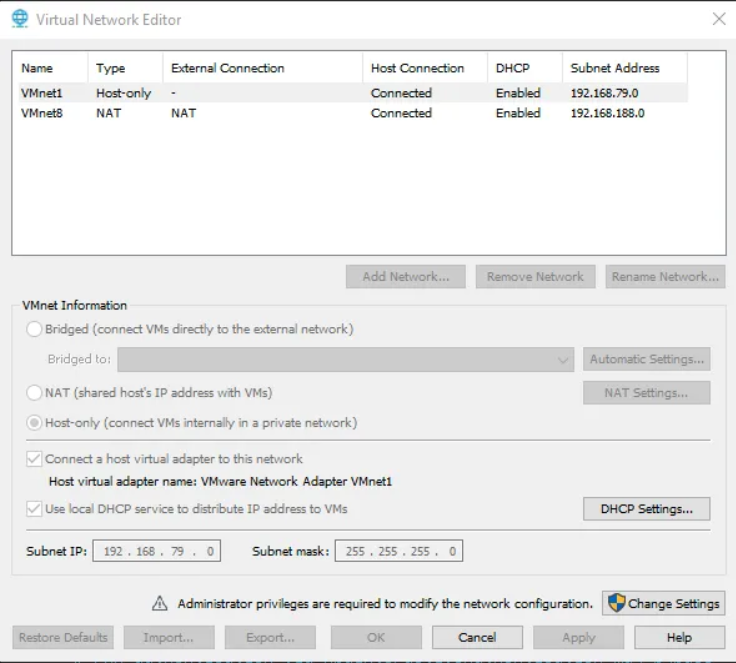 Virtual Network Editor
Name Type External Connection Host Connection DHCP Subnet Address
VMnet1 Host-only - Connected Enabled 192.168.79.0
VMnet8 NAT NAT Connected Enabled 192.168.188.0
Add Network... Remove Network Rename Network...
VMnet Information
Bridged (connect VMs directly to the external network)
Bridged to: Automatic Settings...
NAT (shared host's IP address with VMs) NAT Settings...
Host-only (connect VMs internally in a private network)
Connect a host virtual adapter to this network
Host virtual adapter name: VMware Network Adapter VMnet1
Use local DHCP service to distribute IP address to VMs DHCP Settings...
Subnet IP: 192 . 168 . 79 . 0 Subnet mask: 255 . 255 . 255 . 0
Administrator privileges are required to modify the network configuration. Change Settings
Restore Defaults Import... Export... OK Cancel Apply Help